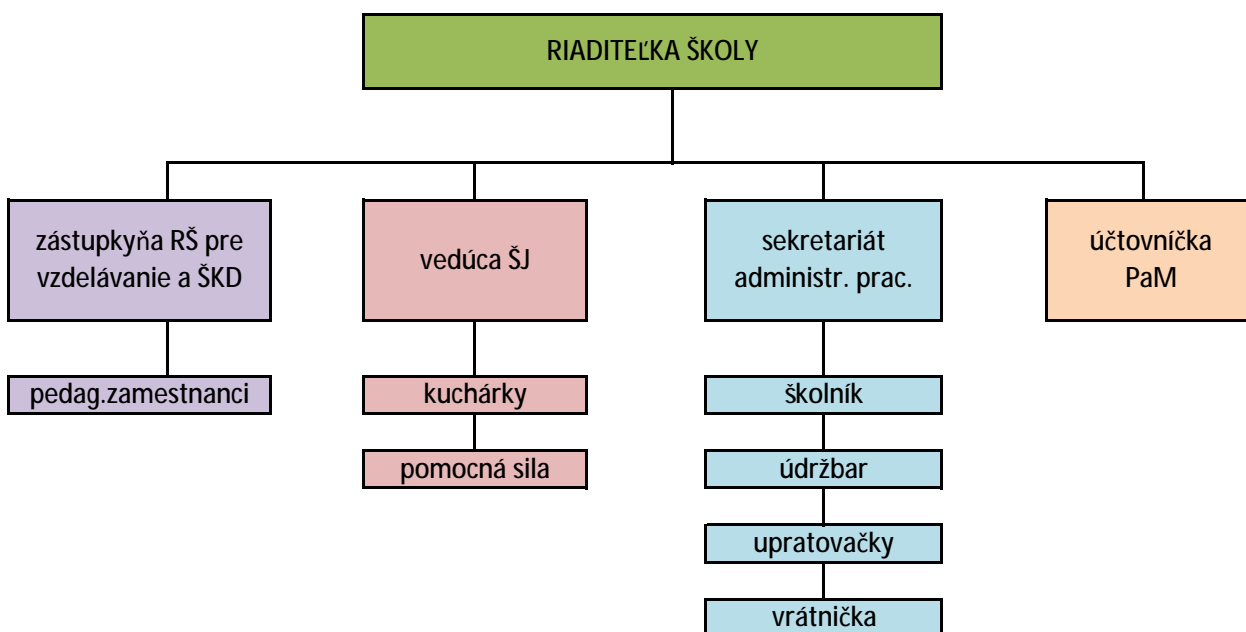 RIADITEĽKA ŠKOLY
zástupkyňa RŠ pre
vzdelávanie a ŠKD
vedúca ŠJ
sekretariát
administr. prac.
účtovníčka
PaM
pedag.zamestnanci
kuchárky
školník
pomocná sila
údržbar
upratovačky
vrátnička